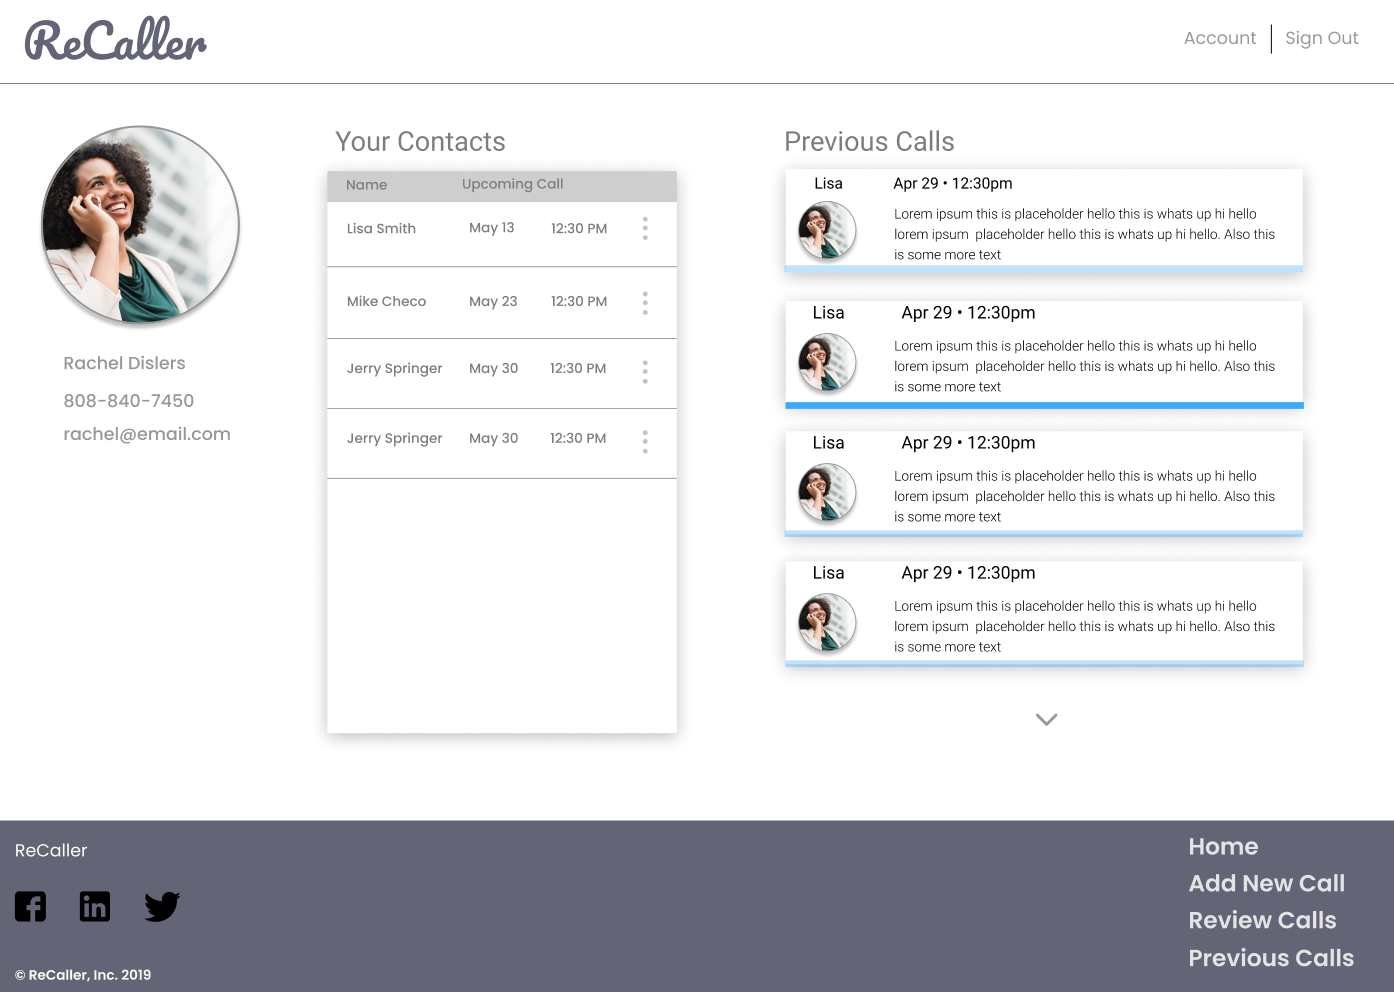 ReCaller
Account
Sign Out
Rachel Dislers
808-840-7450
rachel@email.com
Your Contacts
Name Upcoming Call
Lisa Smith May 13 12:30 PM
Mike Checo May 23 12:30 PM
Jerry Springer May 30 12:30 PM
Jerry Springer May 30 12:30 PM
Previous Calls
Lisa Apr 29 • 12:30pm
Lorem ipsum this is placeholder hello this is whats up hi hello
lorem ipsum placeholder hello this is whats up hi hello. Also this
is some more text
Lisa Apr 29 • 12:30pm
Lorem ipsum this is placeholder hello this is whats up hi hello
lorem ipsum placeholder hello this is whats up hi hello. Also this
is some more text
Lisa Apr 29 • 12:30pm
Lorem ipsum this is placeholder hello this is whats up hi hello
lorem ipsum placeholder hello this is whats up hi hello. Also this
is some more text
Lisa Apr 29 • 12:30pm
Lorem ipsum this is placeholder hello this is whats up hi hello
lorem ipsum placeholder hello this is whats up hi hello. Also this
is some more text
ReCaller
© ReCaller, Inc. 2019
Home
Add New Call
Review Calls
Previous Calls